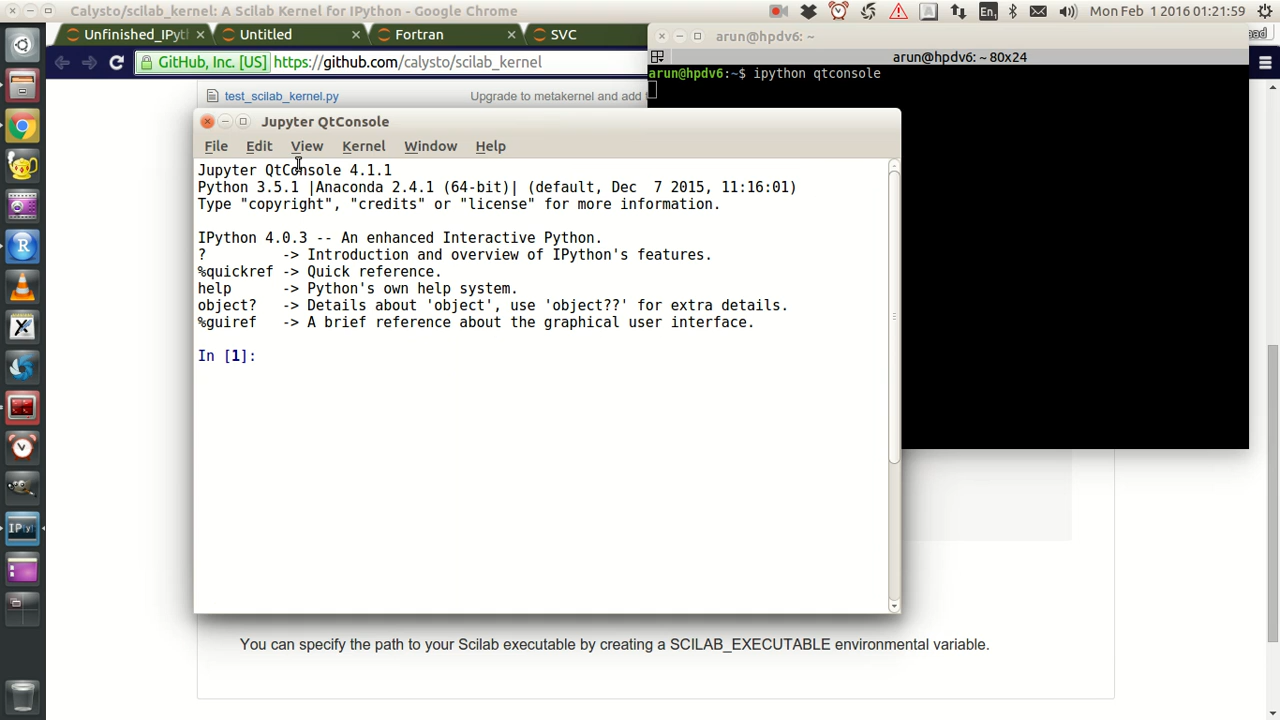 Calysto/scilab_kernel: A Scilab Kernel for IPython - Google Chrome
En1
Mon Feb 1 2016 01:21:59
Unfinished_IPyt
Untitled
Fortran
SVC
arun@hpdv6: ~
GitHub, Inc. [US] https://github.com/calysto/scilab_kernel
arun@hpdv6: ~ 80x24
arun@hpdv6:~$ ipython qtconsole
test_scilab_kernel.py
Upgrade to metakernel and add
Jupyter QtConsole
File Edit View Kernel Window Help
Jupyter QtConsole 4.1.1
Python 3.5.1 |Anaconda 2.4.1 (64-bit)| (default, Dec  7 2015, 11:16:01)
Type "copyright", "credits" or "license" for more information.
IPython 4.0.3 -- An enhanced Interactive Python.
?         -> Introduction and overview of IPython's features.
%quickref -> Quick reference.
help      -> Python's own help system.
object?   -> Details about 'object', use 'object??' for extra details.
%guiref   -> A brief reference about the graphical user interface.
In [1]:
You can specify the path to your Scilab executable by creating a SCILAB_EXECUTABLE environmental variable.